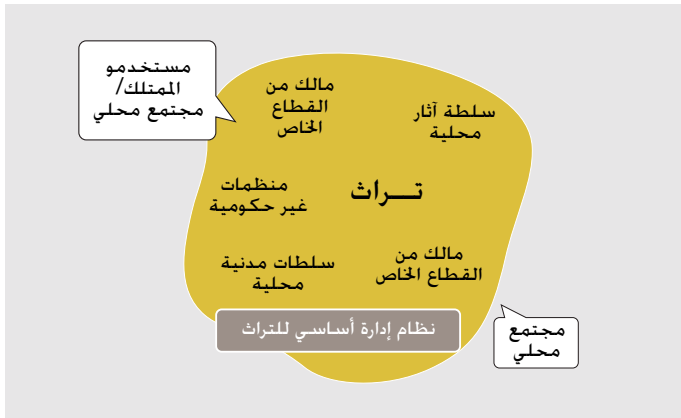 مستخدمو
الممتلك/
مجتمع محلي
مالك من
القطاع
الخاص
سلطة آثار
محلية
منظمات
غير حكومية
تـــراث
سلطات مدنية
محلية
مالك من
القطاع الخاص
نظام إدارة أساسي للتراث
مجتمع
محلي